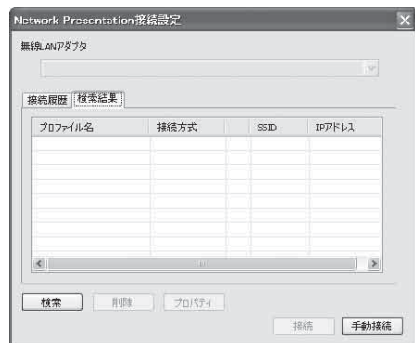 Network Presentation接続設定
無線LANアダプタ
接続履歴 検索結果
プロファイル名 接続方式 SSID IPアドレス
検索 削除 プロパティ
接続 手動接続